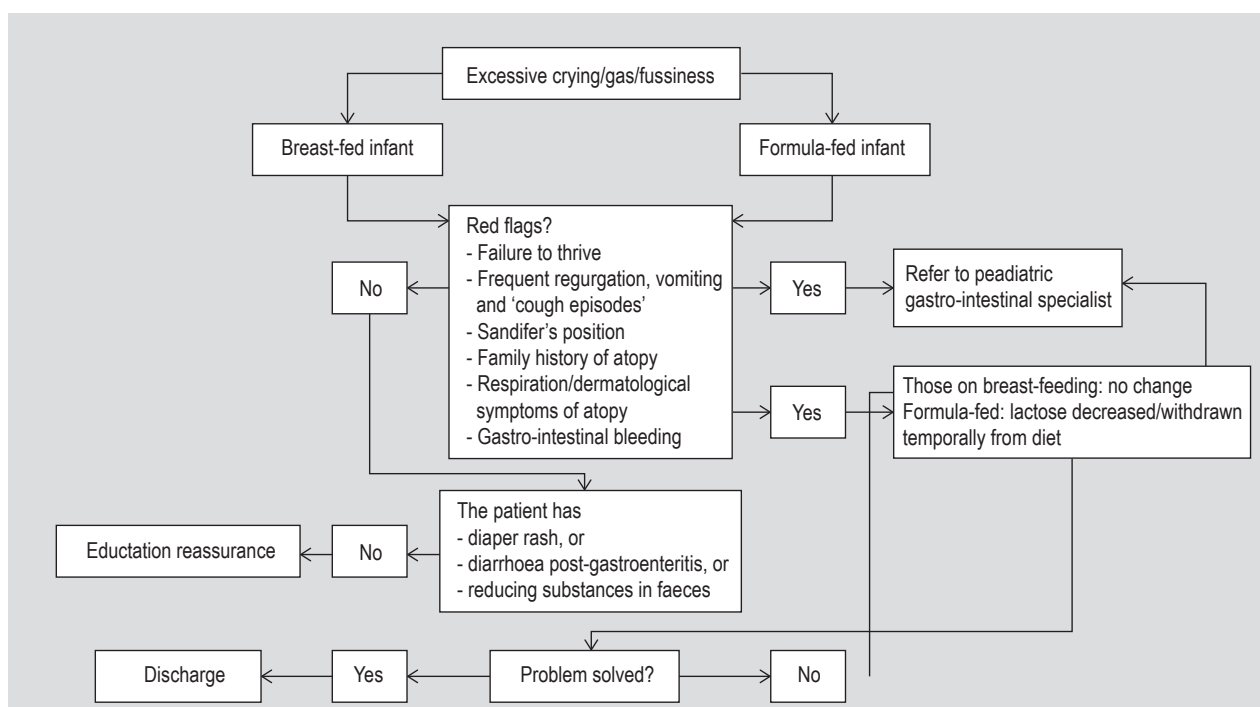 Excessive crying/gas/fussiness
Breast-fed infant
Formula-fed infant
Red flags?
- Failure to thrive
- Frequent regurgation, vomiting
and ‘cough episodes’
- Sandifer’s position
- Family history of atopy
- Respiration/dermatological
symptoms of atopy
- Gastro-intestinal bleeding
No
Yes
Refer to peadiatric
gastro-intestinal specialist
Yes
Those on breast-feeding: no change
Formula-fed: lactose decreased/withdrawn
temporally from diet
The patient has
- diaper rash, or
- diarrhoea post-gastroenteritis, or
- reducing substances in faeces
No
Eductation reassurance
Discharge
Yes
Problem solved?
No